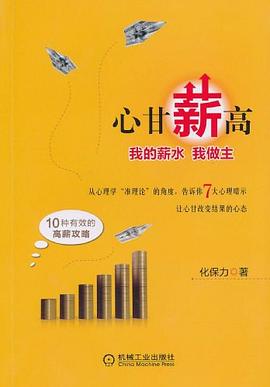 心甘薪高
我的薪水 我做主
从心理学“准理论”的角度，告诉你7大心理暗示
让心甘改变结果的心态
10种有效的
高薪攻略
化保力◎著
机械工业出版社
China Machine Press